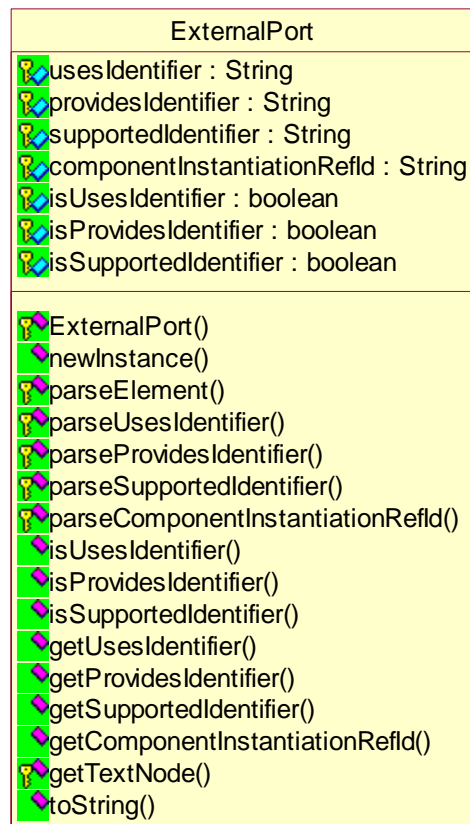 ExternalPort
usesIdentifier : String
providesIdentifier : String
supportedIdentifier : String
componentInstantiationRefId : String
isUsesIdentifier : boolean
isProvidesIdentifier : boolean
isSupportedIdentifier : boolean
ExternalPort()
newInstance()
parseElement()
parseUsesIdentifier()
parseProvidesIdentifier()
parseSupportedIdentifier()
parseComponentInstantiationRefId()
isUsesIdentifier()
isProvidesIdentifier()
isSupportedIdentifier()
getUsesIdentifier()
getProvidesIdentifier()
getSupportedIdentifier()
getComponentInstantiationRefId()
getTextNode()
toString()